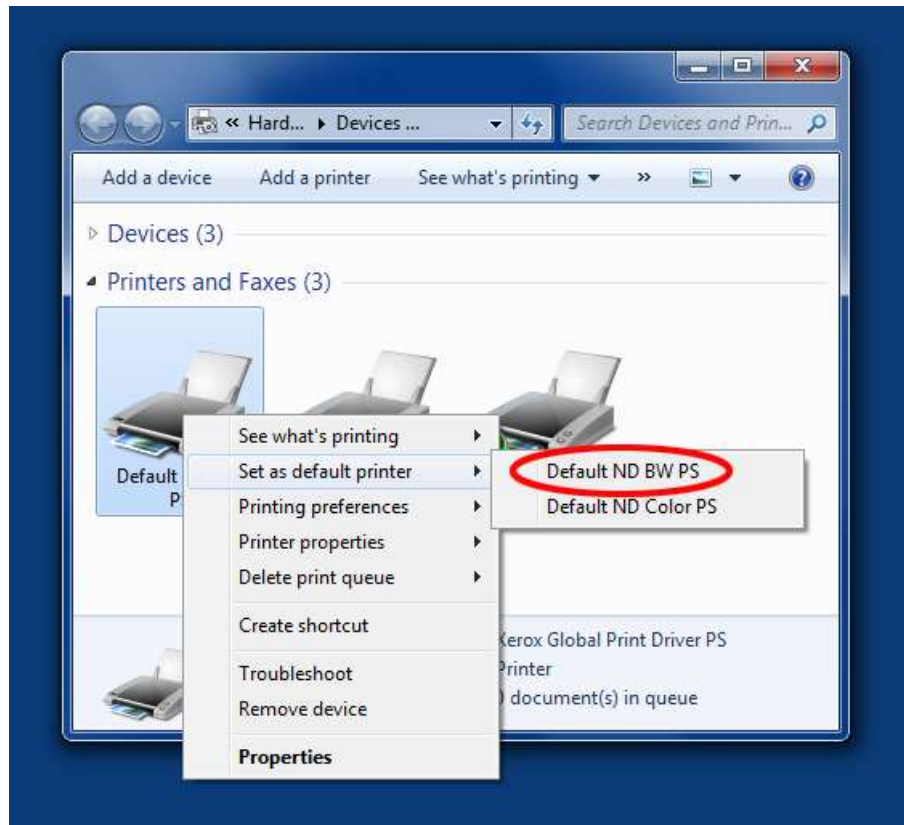 « Hard... ▸ Devices ...
Search Devices and Prin...
Add a device Add a printer See what's printing »
Devices (3)
Printers and Faxes (3)
Default
See what's printing
Set as default printer
Printing preferences
Printer properties
Delete print queue
Create shortcut
Troubleshoot
Remove device
Properties
Default ND BW PS
Default ND Color PS
Xerox Global Print Driver PS
Printer
document(s) in queue